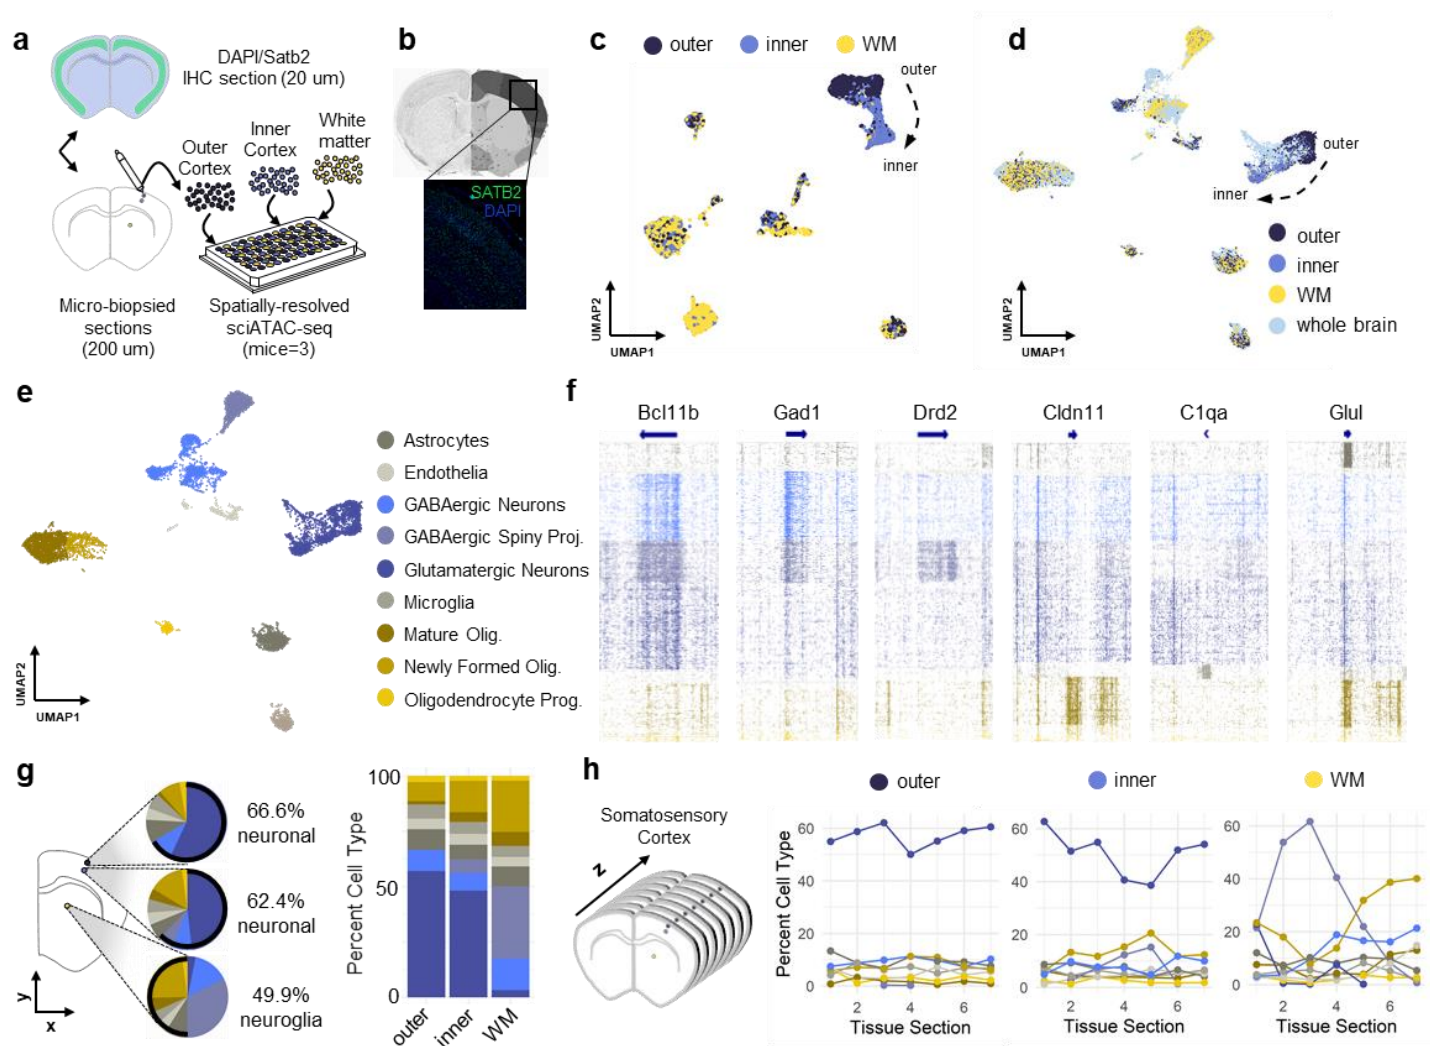 a
DAPI/Satb2
IHC section (20 um)
Outer
Cortex
Inner
Cortex
White
matter
Micro-biopsied
sections
(200 um)
Spatially-resolved
sciATAC-seq
(mice=3)
b
SATB2
DAPI
c
outer
inner
WM
outer
inner
UMAP2
UMAP1
d
outer
inner
outer
inner
WM
whole brain
UMAP2
UMAP1
e
Astrocytes
Endothelia
GABAergic Neurons
GABAergic Spiny Proj.
Glutamatergic Neurons
Microglia
Mature Olig.
Newly Formed Olig.
Oligodendrocyte Prog.
UMAP2
UMAP1
f
Bcl11b
Gad1
Drd2
Cldn11
C1qa
Glul
g
66.6%
neuronal
62.4%
neuronal
49.9%
neuroglia
y
x
Percent Cell Type
100
50
0
outer
inner
WM
h
Somatosensory
Cortex
z
outer
inner
WM
Percent Cell Type
60
40
20
0
2 4 6
Tissue Section
60
40
20
0
2 4 6
Tissue Section
60
40
20
0
2 4 6
Tissue Section